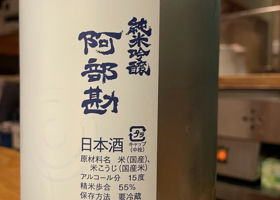 純米吟醸
阿部勘
日本酒
プラ
キャップ
(中栓)
原材料名 米(国産)、
米こうじ(国産米)
アルコール分 15度
精米歩合 55%
保存方法 要冷蔵